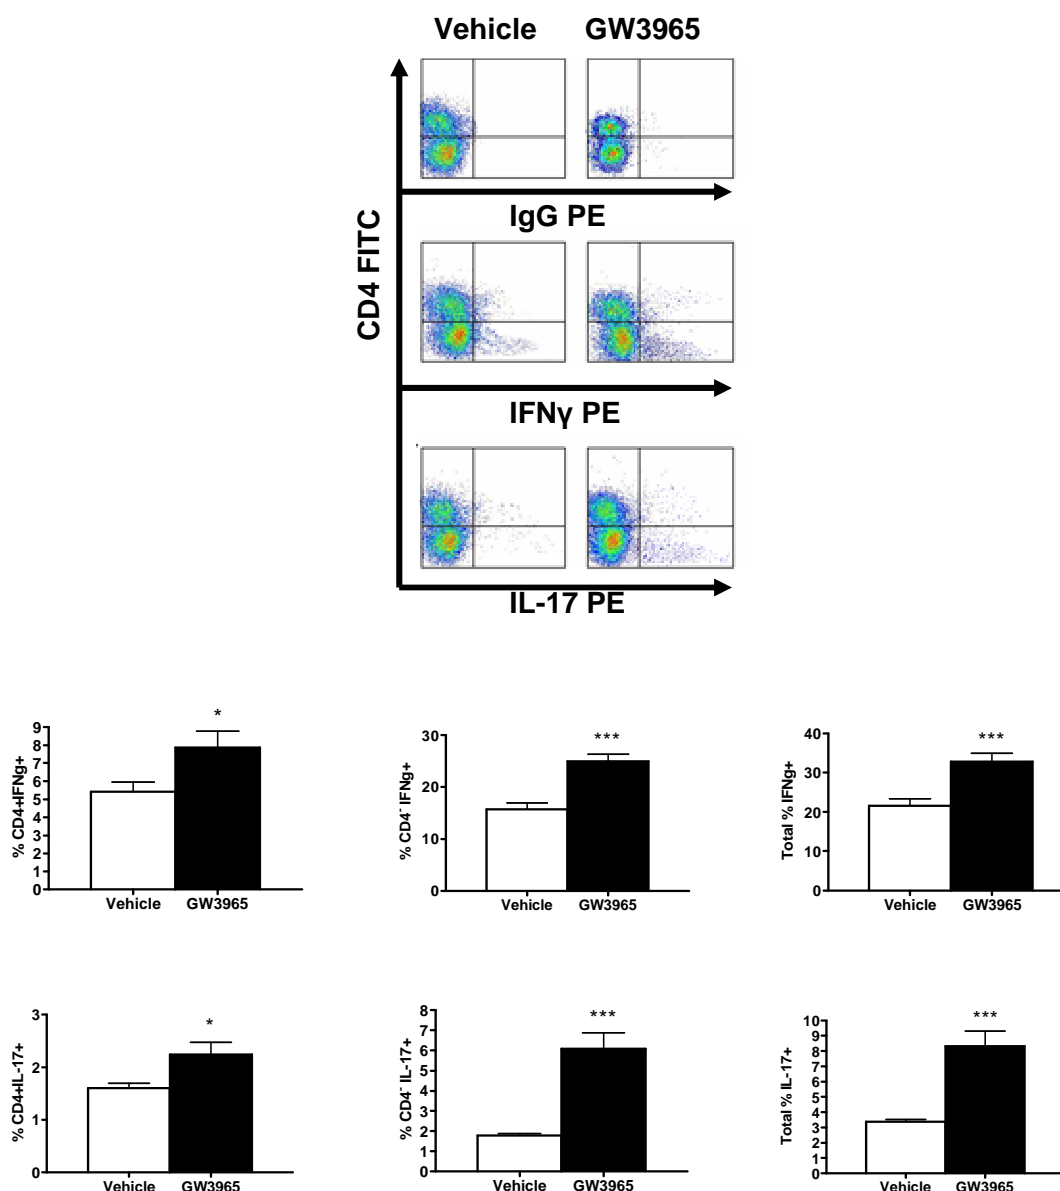 Vehicle GW3965
CD4 FITC
IgG PE
IFNγ PE
IL-17 PE
% CD4+IFNg+
9
8
7
6
5
4
3
2
1
0
Vehicle GW3965
*
% CD4- IFNg+
30
20
10
0
Vehicle GW3965
***
Total % IFNg+
40
30
20
10
0
Vehicle GW3965
***
% CD4+IL-17+
3
2
1
0
Vehicle GW3965
*
% CD4- IL-17+
8
7
6
5
4
3
2
1
0
Vehicle GW3965
***
Total % IL-17+
10
9
8
7
6
5
4
3
2
1
0
Vehicle GW3965
***